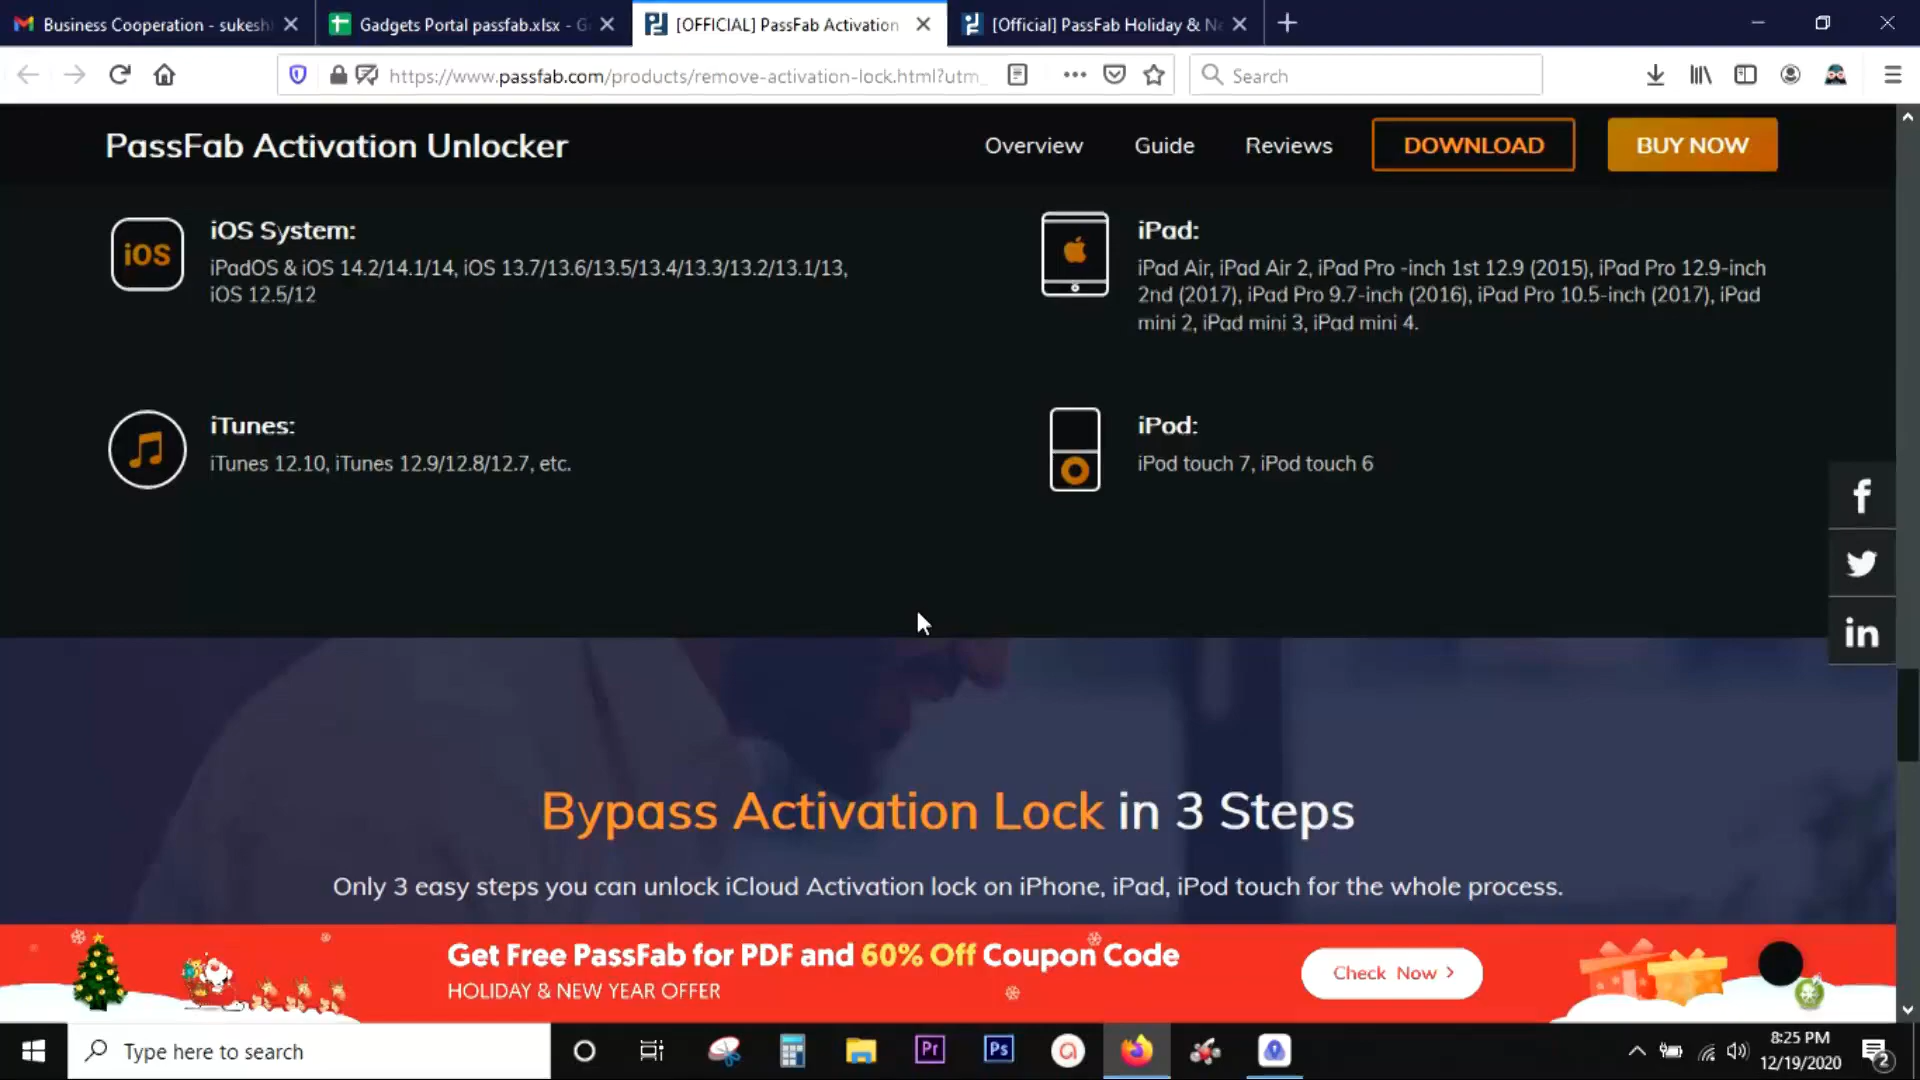 Business Cooperation - sukesh
Gadgets Portal passfab.xlsx - G
[OFFICIAL] PassFab Activation
[Official] PassFab Holiday & Ne
https://www.passfab.com/products/remove-activation-lock.html?utm_
Search
PassFab Activation Unlocker
Overview
Guide
Reviews
DOWNLOAD
BUY NOW
iOS
iOS System:
iPadOS & iOS 14.2/14.1/14, iOS 13.7/13.6/13.5/13.4/13.3/13.2/13.1/13,
iOS 12.5/12
iPad:
iPad Air, iPad Air 2, iPad Pro -inch 1st 12.9 (2015), iPad Pro 12.9-inch
2nd (2017), iPad Pro 9.7-inch (2016), iPad Pro 10.5-inch (2017), iPad
mini 2, iPad mini 3, iPad mini 4.
iTunes:
iTunes 12.10, iTunes 12.9/12.8/12.7, etc.
iPod:
iPod touch 7, iPod touch 6
f
in
Bypass Activation Lock in 3 Steps
Only 3 easy steps you can unlock iCloud Activation lock on iPhone, iPad, iPod touch for the whole process.
Get Free PassFab for PDF and 60% Off Coupon Code
HOLIDAY & NEW YEAR OFFER
Check Now >
Type here to search
Pr
Ps
8:25 PM
12/19/2020
2